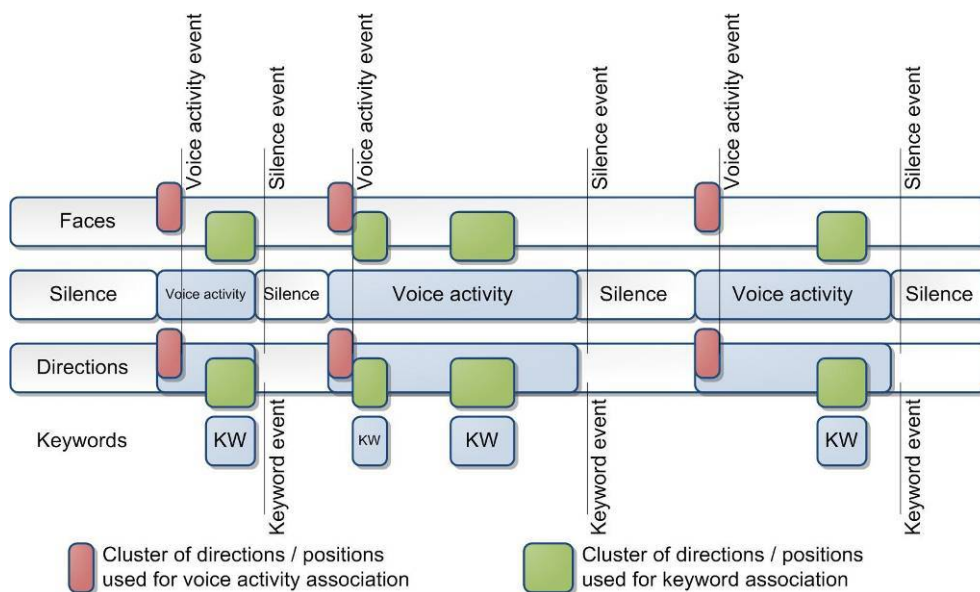 Voice activity event
Silence event
Voice activity event
Silence event
Voice activity event
Silence event
Faces
Silence
Voice activity
Silence
Voice activity
Silence
Voice activity
Silence
Directions
Keywords
KW
KW
KW
KW
Keyword event
Keyword event
Keyword event
Cluster of directions / positions
used for voice activity association
Cluster of directions / positions
used for keyword association